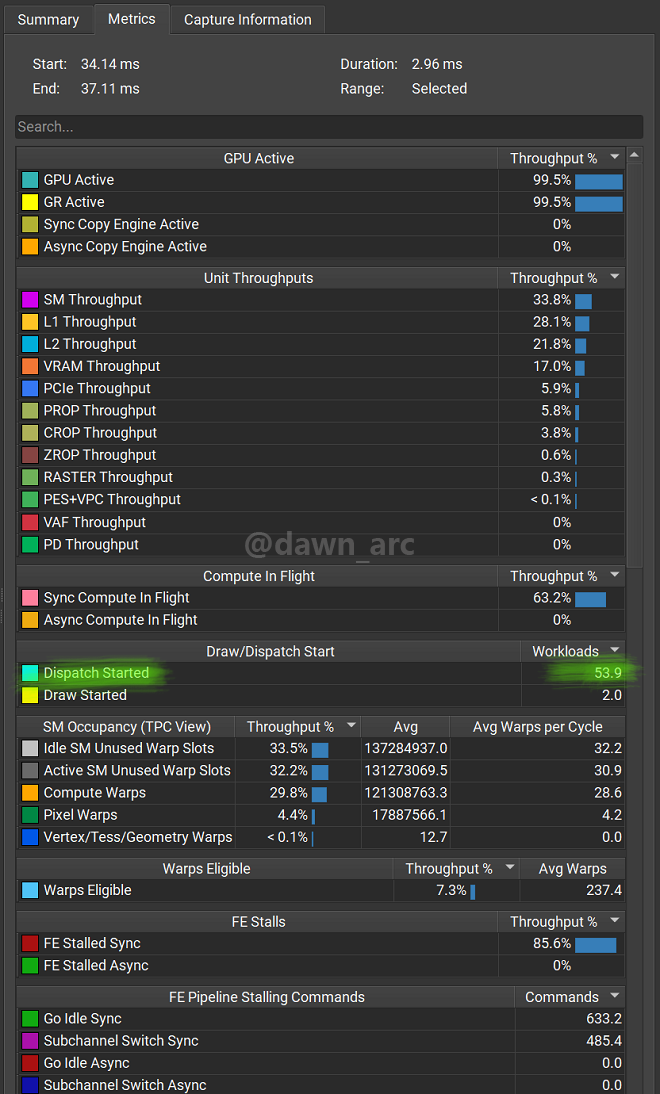 Summary Metrics Capture Information
Start: 34.14 ms Duration: 2.96 ms
End: 37.11 ms Range: Selected
Search...
GPU Active Throughput %
GPU Active 99.5%
GR Active 99.5%
Sync Copy Engine Active 0%
Async Copy Engine Active 0%
Unit Throughputs Throughput %
SM Throughput 33.8%
L1 Throughput 28.1%
L2 Throughput 21.8%
VRAM Throughput 17.0%
PCIe Throughput 5.9%
PROP Throughput 5.8%
CROP Throughput 3.8%
ZROP Throughput 0.6%
RASTER Throughput 0.3%
PES+VPC Throughput < 0.1%
VAF Throughput 0%
PD Throughput 0%
@dawn_arc
Compute In Flight Throughput %
Sync Compute In Flight 63.2%
Async Compute In Flight 0%
Draw/Dispatch Start Workloads
Dispatch Started 53.9
Draw Started 2.0
SM Occupancy (TPC View) Throughput % Avg Avg Warps per Cycle
Idle SM Unused Warp Slots 33.5% 137284937.0 32.2
Active SM Unused Warp Slots 32.2% 131273069.5 30.9
Compute Warps 29.8% 121308763.3 28.6
Pixel Warps 4.4% 17887566.1 4.2
Vertex/Tess/Geometry Warps < 0.1% 12.7 0.0
Warps Eligible Throughput % Avg Warps
Warps Eligible 7.3% 237.4
FE Stalls Throughput %
FE Stalled Sync 85.6%
FE Stalled Async 0%
FE Pipeline Stalling Commands Commands
Go Idle Sync 633.2
Subchannel Switch Sync 485.4
Go Idle Async 0.0
Subchannel Switch Async 0.0